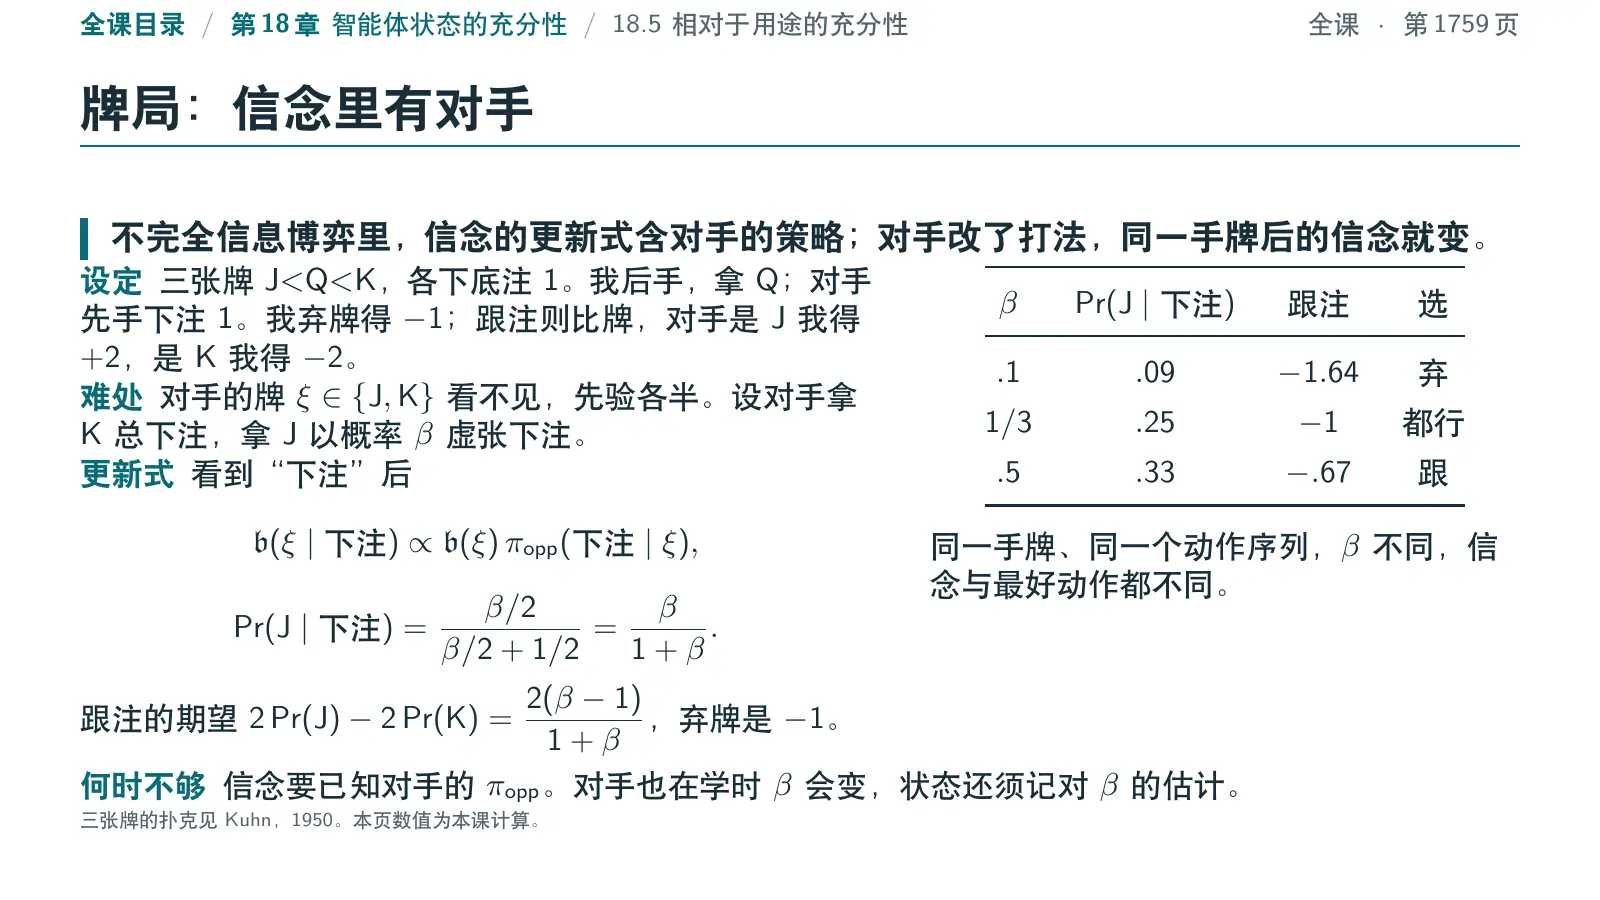 全课目录 / 第 18 章 智能体状态的充分性 / 18.5 相对于用途的充分性
全课 · 第 1759 页
牌局：信念里有对手
不完全信息博弈里，信念的更新式含对手的策略；对手改了打法，同一手牌后的信念就变。
设定 三张牌 J<Q<K，各下底注 1。我后手，拿 Q；对手
先手下注 1。我弃牌得 −1；跟注则比牌，对手是 J 我得
+2，是 K 我得 −2。
难处 对手的牌 ξ ∈ {J, K} 看不见，先验各半。设对手拿
K 总下注，拿 J 以概率 β 虚张下注。
更新式 看到 “下注” 后
𝔟(ξ | 下注) ∝ 𝔟(ξ) π_opp(下注 | ξ),
Pr(J | 下注) = (β/2)/(β/2 + 1/2) = β/(1 + β).
跟注的期望 2 Pr(J) − 2 Pr(K) = 2(β − 1)/(1 + β)，弃牌是 −1。
β Pr(J | 下注) 跟注 选
.1 .09 −1.64 弃
1/3 .25 −1 都行
.5 .33 −.67 跟
同一手牌、同一个动作序列，β 不同，信
念与最好动作都不同。
何时不够 信念要已知对手的 π_opp。对手也在学时 β 会变，状态还须记对 β 的估计。
三张牌的扑克见 Kuhn，1950。本页数值为本课计算。